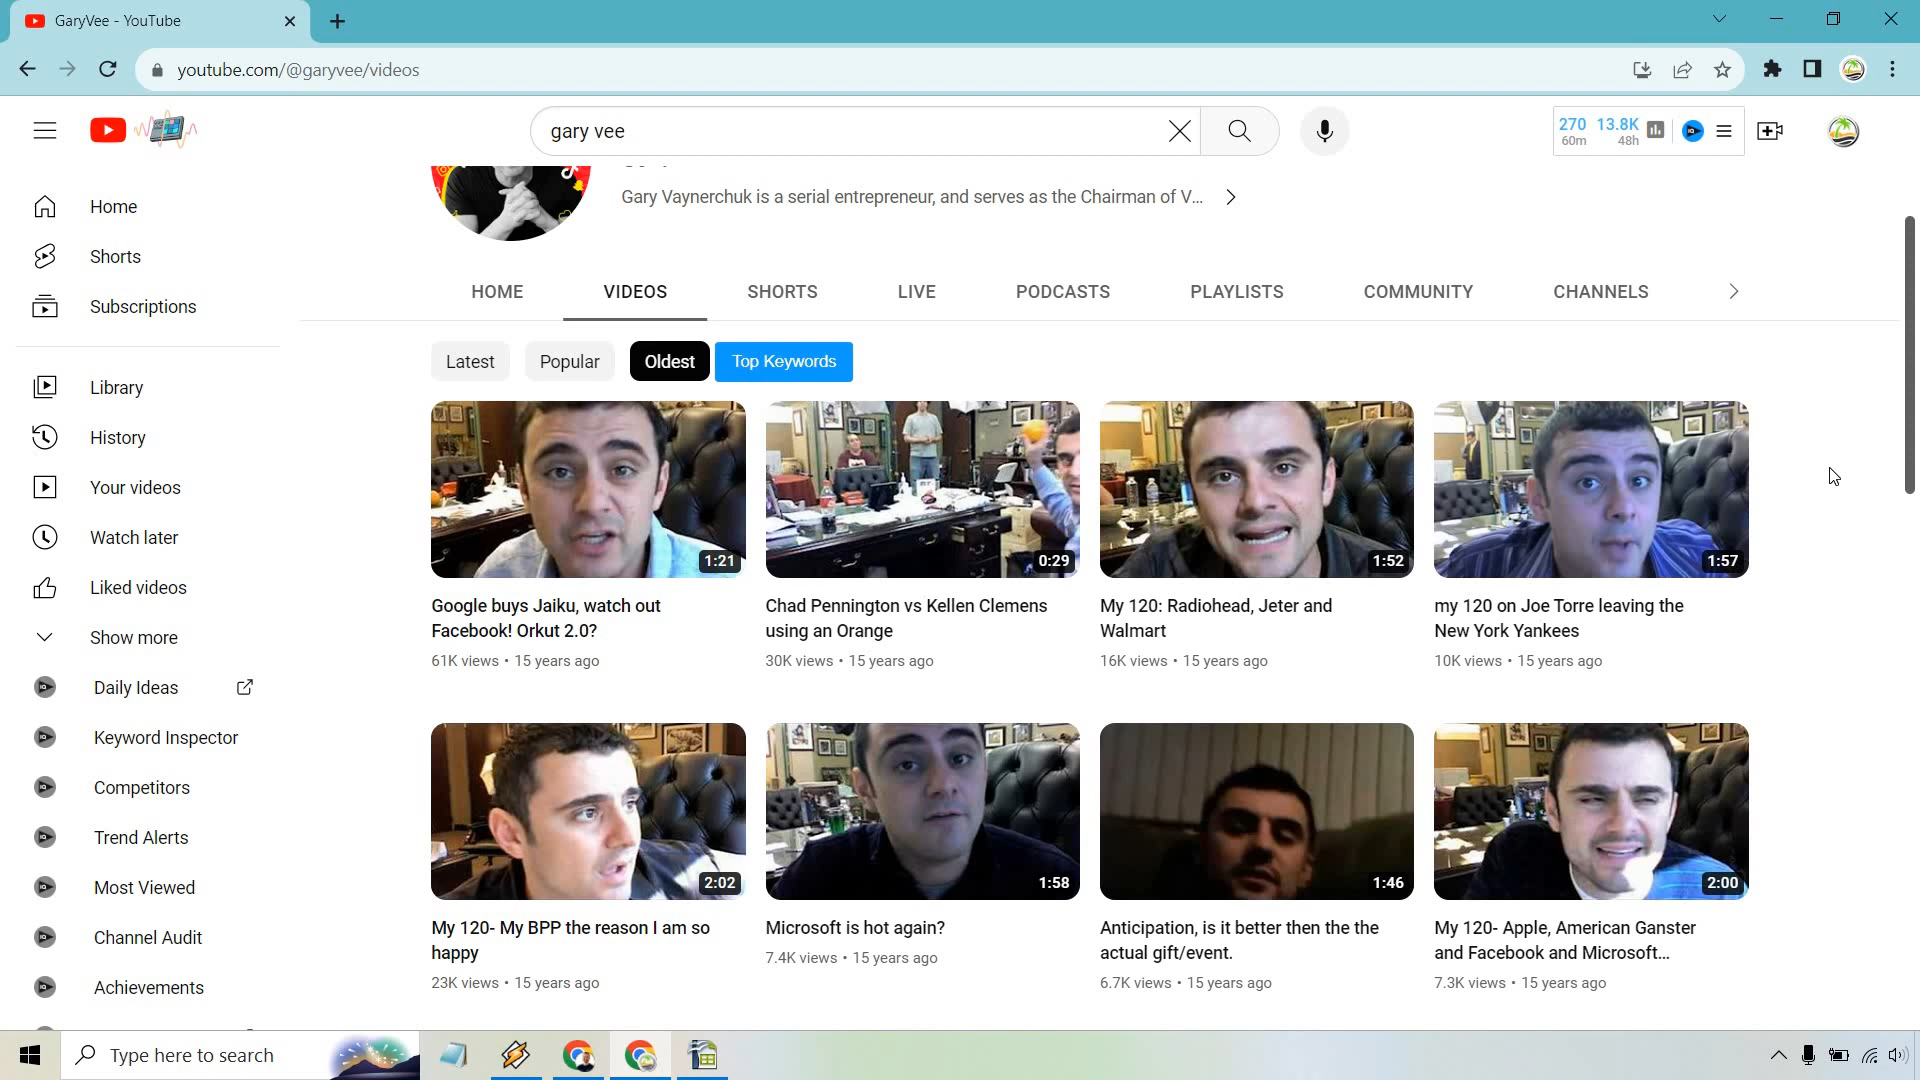 GaryVee - YouTube
youtube.com/@garyvee/videos
gary vee
270 13.8K
60m 48h
Gary Vaynerchuk is a serial entrepreneur, and serves as the Chairman of V...
Home
Shorts
Subscriptions
Library
History
Your videos
Watch later
Liked videos
Show more
Daily Ideas
Keyword Inspector
Competitors
Trend Alerts
Most Viewed
Channel Audit
Achievements
HOME VIDEOS SHORTS LIVE PODCASTS PLAYLISTS COMMUNITY CHANNELS
Latest Popular Oldest Top Keywords
1:21
Google buys Jaiku, watch out
Facebook! Orkut 2.0?
61K views • 15 years ago
0:29
Chad Pennington vs Kellen Clemens
using an Orange
30K views • 15 years ago
1:52
My 120: Radiohead, Jeter and
Walmart
16K views • 15 years ago
1:57
my 120 on Joe Torre leaving the
New York Yankees
10K views • 15 years ago
2:02
My 120- My BPP the reason I am so
happy
23K views • 15 years ago
1:58
Microsoft is hot again?
7.4K views • 15 years ago
1:46
Anticipation, is it better then the the
actual gift/event.
6.7K views • 15 years ago
2:00
My 120- Apple, American Ganster
and Facebook and Microsoft...
7.3K views • 15 years ago
Type here to search